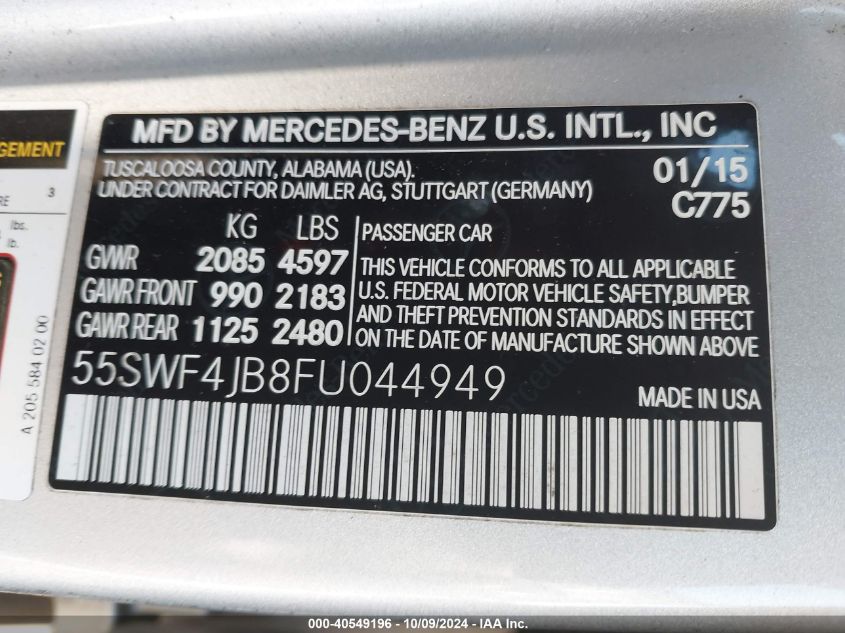 GEMENT
RE 3
lbs.
lb.
A 205 584 02 00
MFD BY MERCEDES-BENZ U.S. INTL., INC
TUSCALOOSA COUNTY, ALABAMA (USA). 01/15
UNDER CONTRACT FOR DAIMLER AG, STUTTGART (GERMANY) C775
KG LBS
GVWR 2085 4597
GAWR FRONT 990 2183
GAWR REAR 1125 2480
PASSENGER CAR
THIS VEHICLE CONFORMS TO ALL APPLICABLE
U.S. FEDERAL MOTOR VEHICLE SAFETY,BUMPER
AND THEFT PREVENTION STANDARDS IN EFFECT
ON THE DATE OF MANUFACTURE SHOWN ABOVE
55SWF4JB8FU044949 MADE IN USA
000-40549196 - 10/09/2024 - IAA Inc.